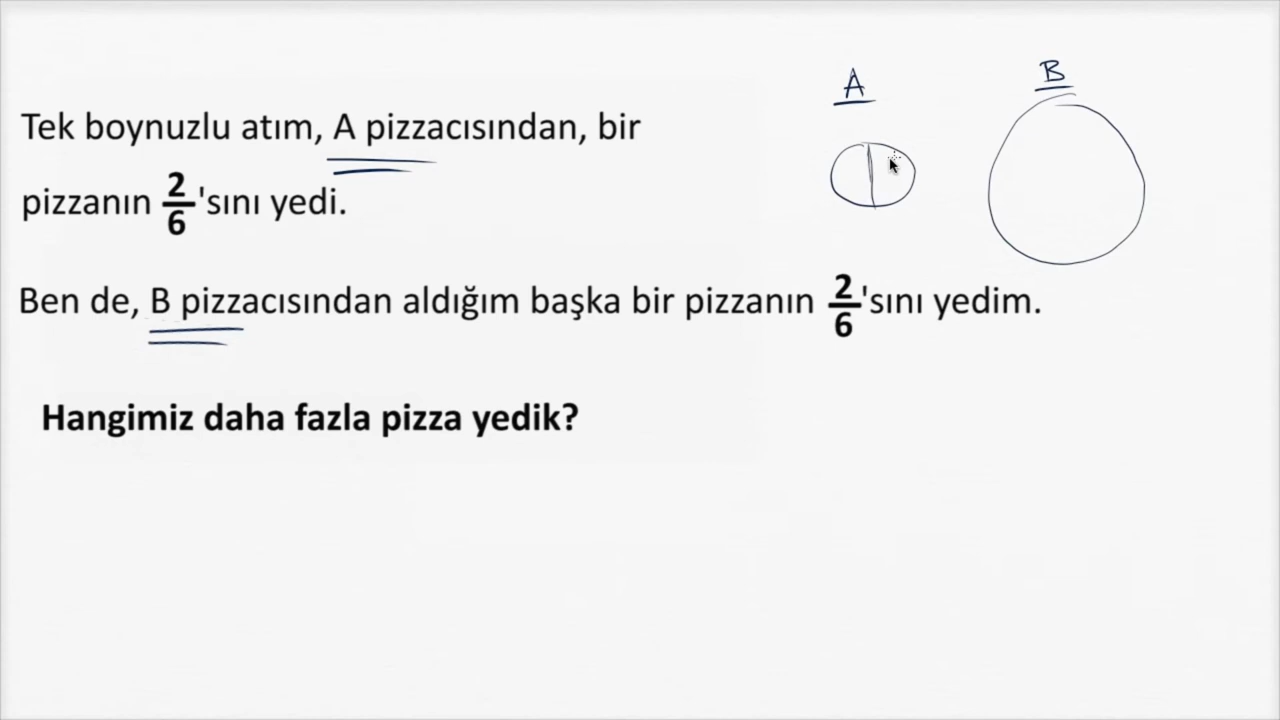 Tek boynuzlu atım, A pizzacısından, bir
pizzanın 2/6'sını yedi.
Ben de, B pizzacısından aldığım başka bir pizzanın 2/6'sını yedim.
Hangimiz daha fazla pizza yedik?
A
B